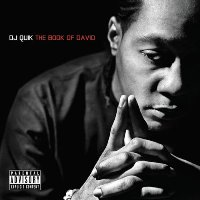 DJ QUIK THE BOOK OF DAVID
PARENTAL
ADVISORY
EXPLICIT CONTENT